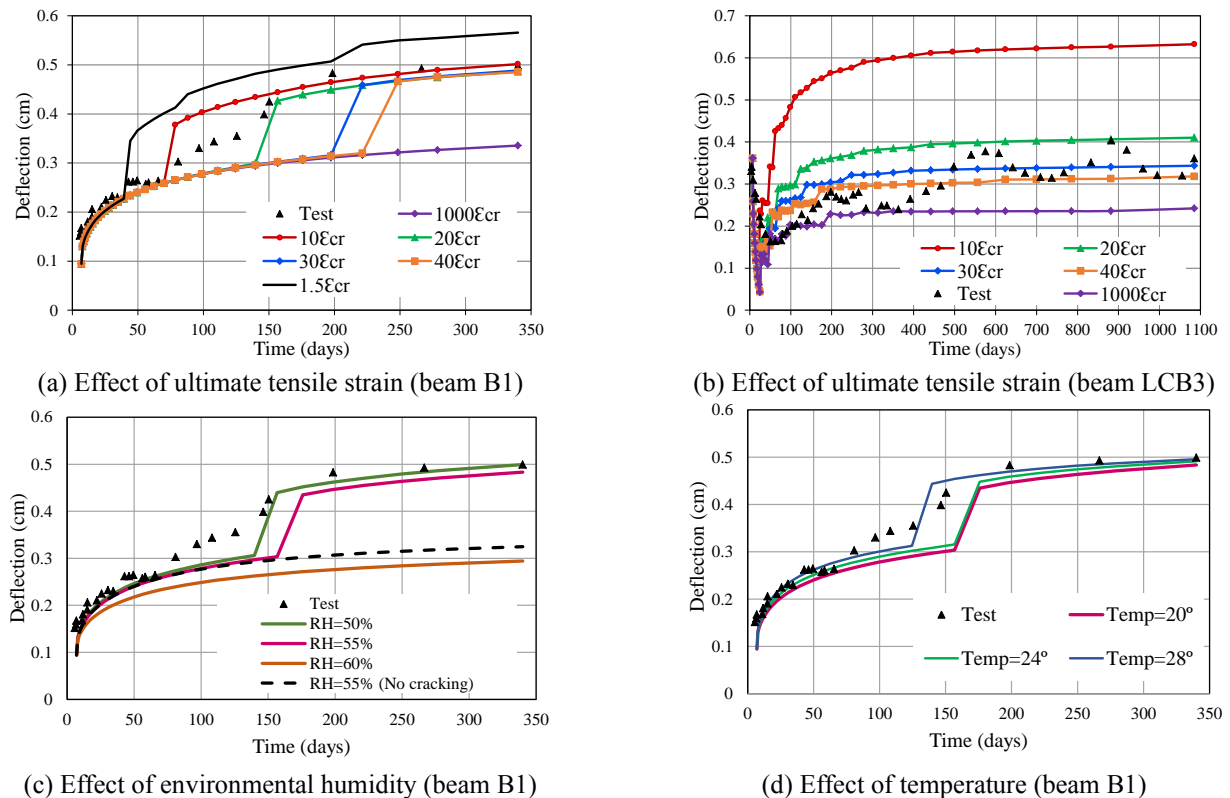 0.6
0.5
0.4
0.3
0.2
0.1
0
Deflection (cm)
Test
1000Ɛcr
10Ɛcr
20Ɛcr
30Ɛcr
40Ɛcr
1.5Ɛcr
0 50 100 150 200 250 300 350
Time (days)
(a) Effect of ultimate tensile strain (beam B1)
0.7
0.6
0.5
0.4
0.3
0.2
0.1
0
Deflection (cm)
10Ɛcr
20Ɛcr
30Ɛcr
40Ɛcr
Test
1000Ɛcr
0 100 200 300 400 500 600 700 800 900 1000 1100
Time (days)
(b) Effect of ultimate tensile strain (beam LCB3)
0.6
0.5
0.4
0.3
0.2
0.1
0
Deflection (cm)
Test
RH=50%
RH=55%
RH=60%
RH=55% (No cracking)
0 50 100 150 200 250 300 350
Time (days)
(c) Effect of environmental humidity (beam B1)
0.6
0.5
0.4
0.3
0.2
0.1
0
Deflection (cm)
Test
Temp=20º
Temp=24º
Temp=28º
0 50 100 150 200 250 300 350
Time (days)
(d) Effect of temperature (beam B1)